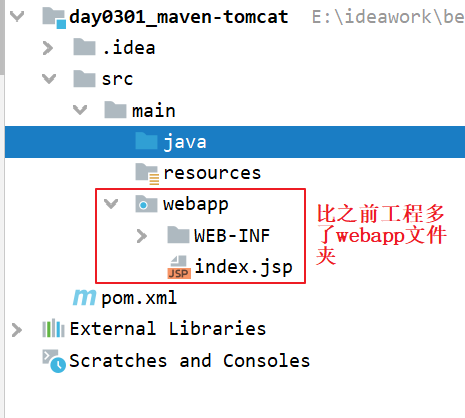 day0301_maven-tomcat E:\ideawork\be
.idea
src
main
java
resources
webapp
WEB-INF
JSP index.jsp
m pom.xml
External Libraries
Scratches and Consoles
比之前工程多
了webapp文件
夹